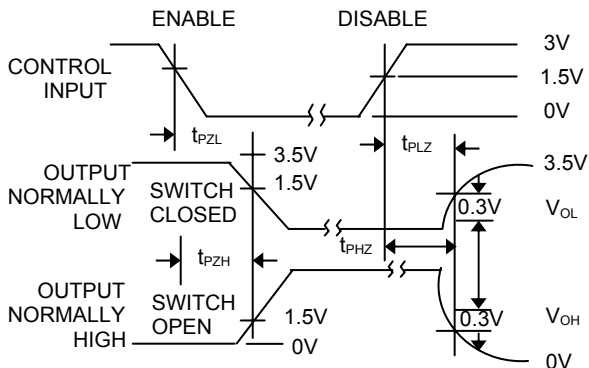 ENABLE DISABLE
3V
CONTROL
INPUT
1.5V
0V
tPZL
tPLZ
OUTPUT
NORMALLY
LOW
SWITCH
CLOSED
3.5V
1.5V
3.5V
0.3V
VOL
tPZH
tPHZ
OUTPUT
NORMALLY
HIGH
SWITCH
OPEN
1.5V
0V
0.3V
VOH
0V